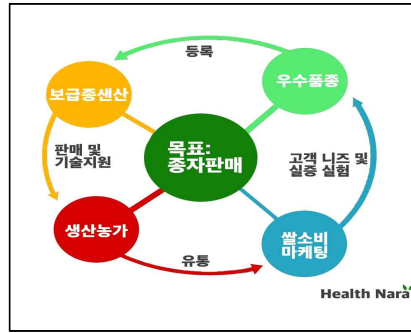 등록
보급종샌산
우수품종
판매 및
기술지원
목표:
종자판매
고객 니즈 및
실증 실험
생산농가
쌀소비
마케팅
유통
Health Nara